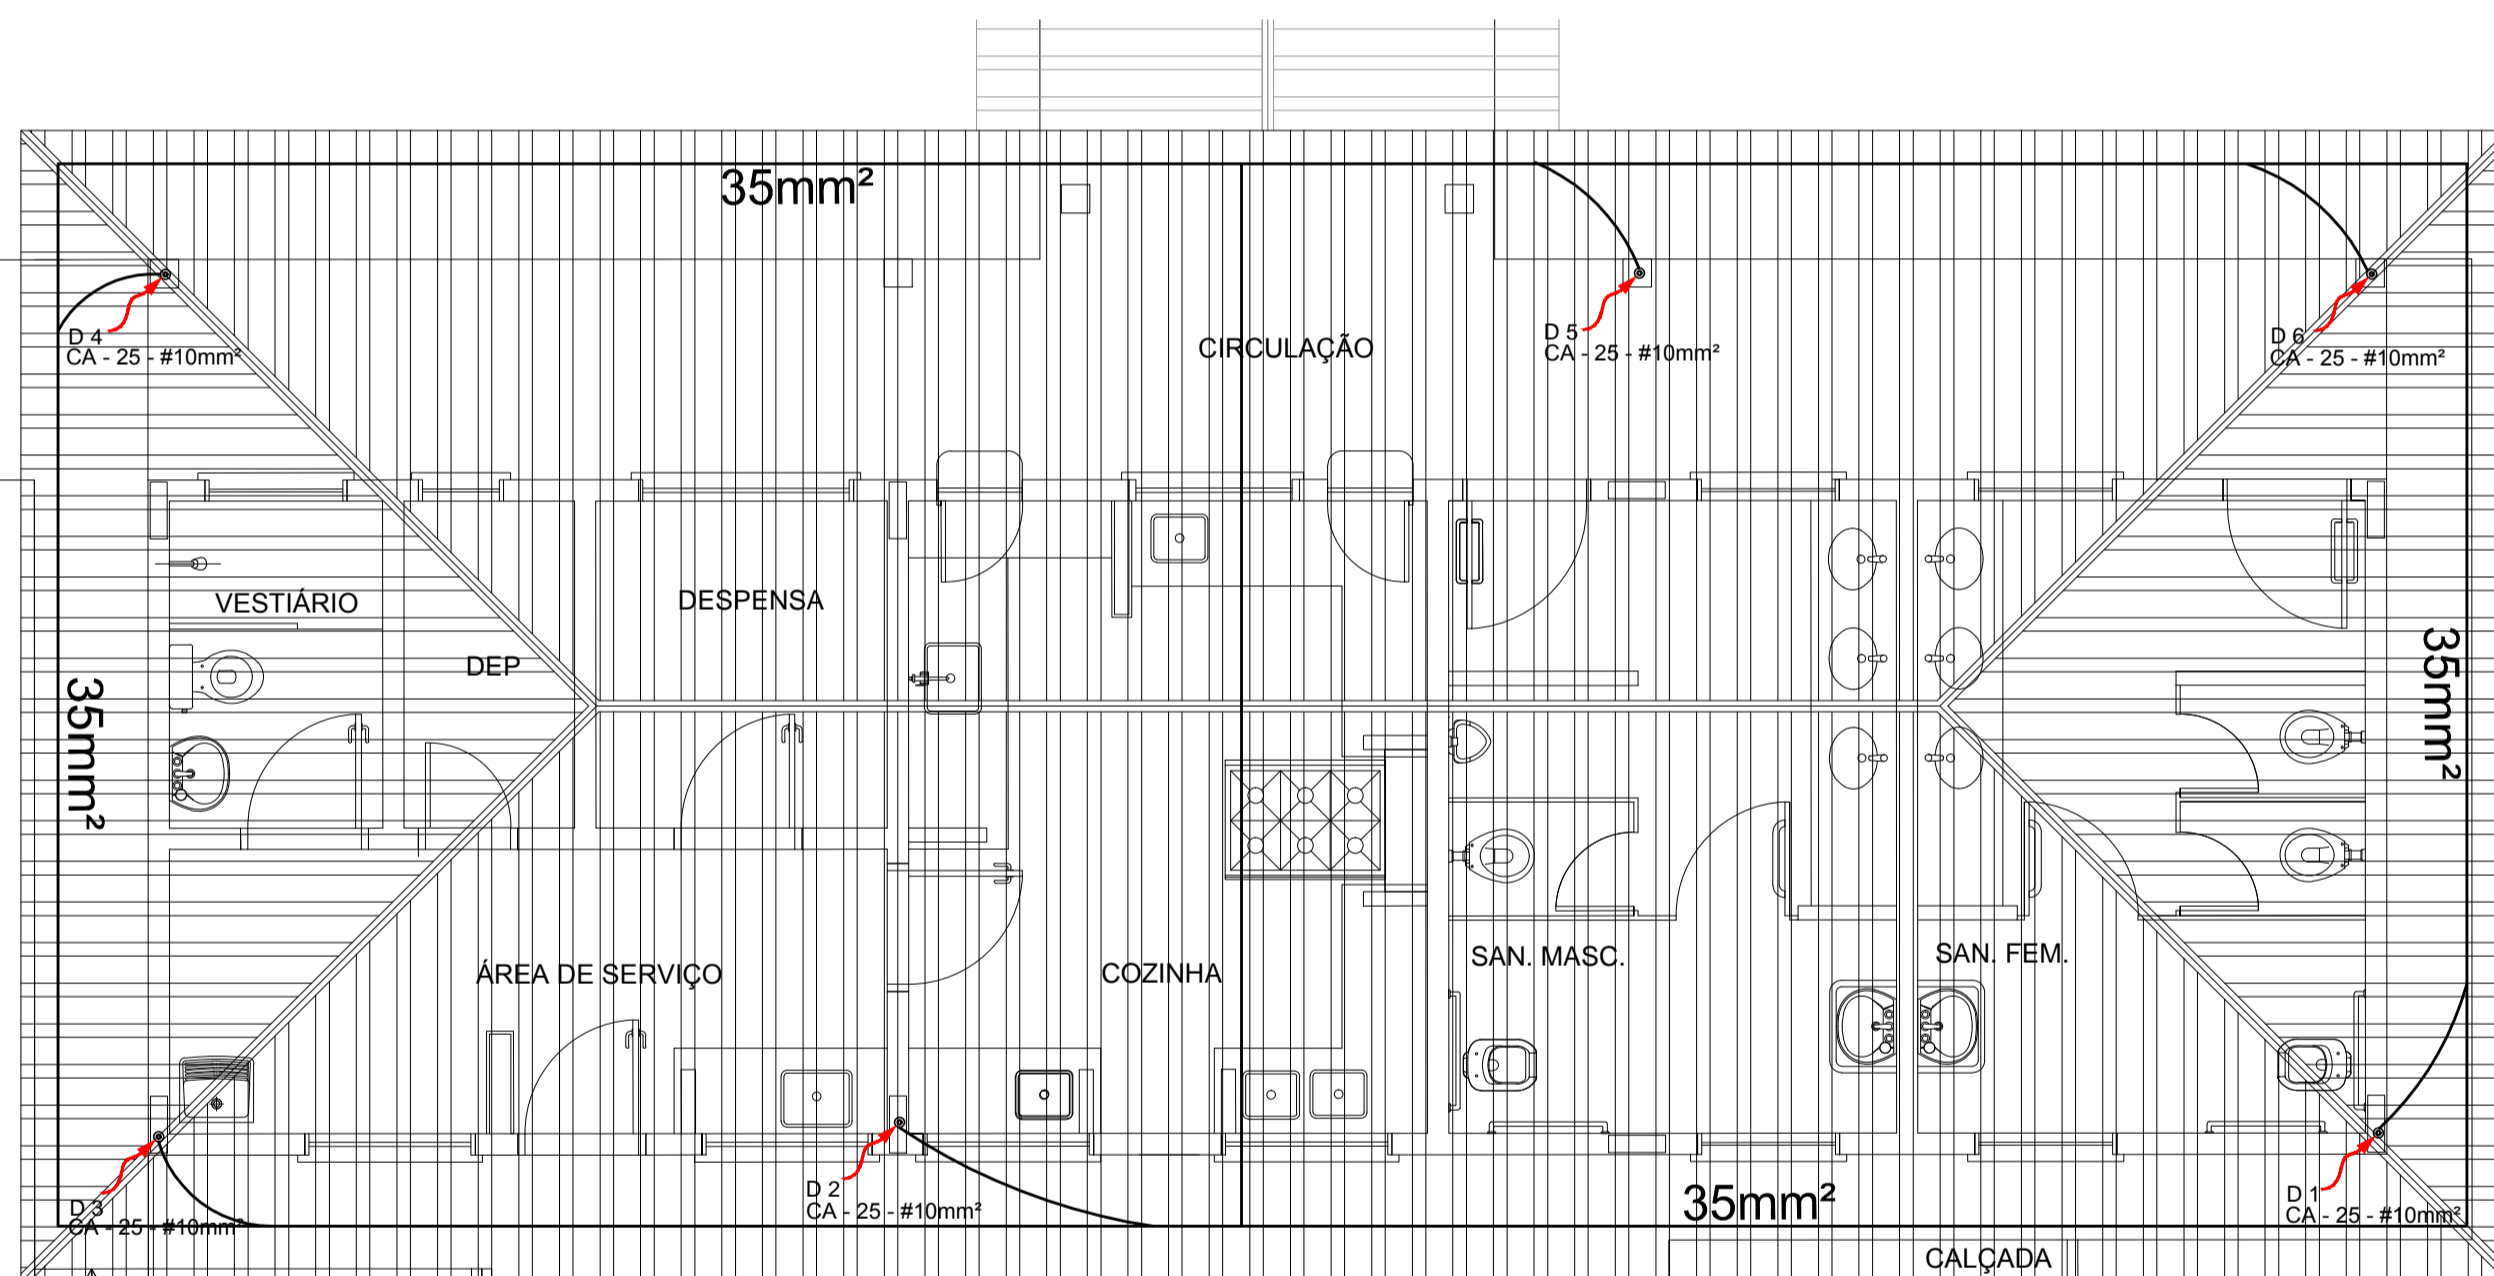 35mm²
D 4
CA - 25 - #10mm²
CIRCULAÇÃO
D 5
CA - 25 - #10mm²
D 6
CA - 25 - #10mm²
VESTIÁRIO
DESPENSA
DEP
35mm²
35mm²
ÁREA DE SERVIÇO
COZINHA
SAN. MASC.
SAN. FEM.
D 3
CA - 25 - #10mm²
D 2
CA - 25 - #10mm²
35mm²
D 1
CA - 25 - #10mm²
CALÇADA